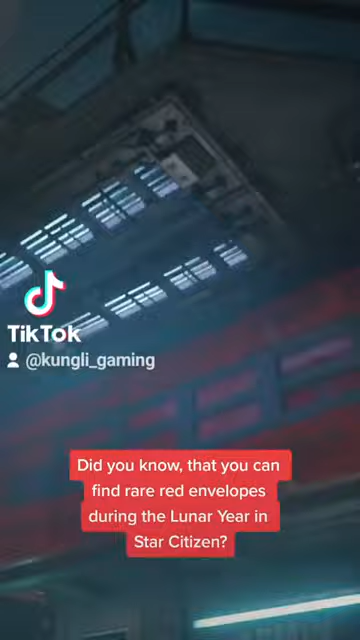 TikTok
@kungli_gaming
Did you know, that you can
find rare red envelopes
during the Lunar Year in
Star Citizen?